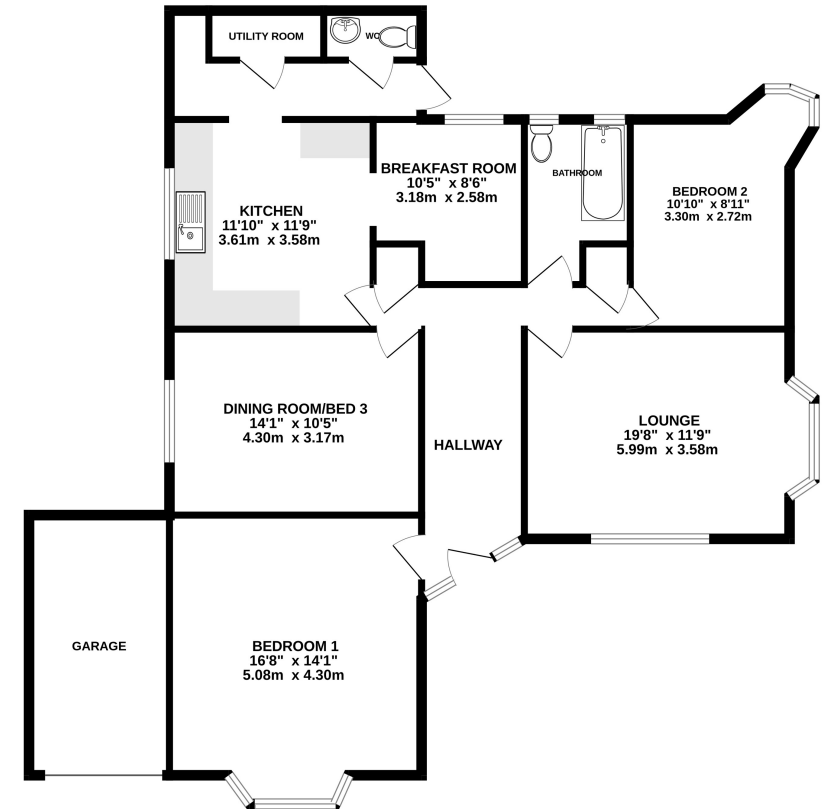 UTILITY ROOM
WC
BREAKFAST ROOM
10'5" x 8'6"
3.18m x 2.58m
BATHROOM
BEDROOM 2
10'10" x 8'11"
3.30m x 2.72m
KITCHEN
11'10" x 11'9"
3.61m x 3.58m
DINING ROOM/BED 3
14'1" x 10'5"
4.30m x 3.17m
HALLWAY
LOUNGE
19'8" x 11'9"
5.99m x 3.58m
GARAGE
BEDROOM 1
16'8" x 14'1"
5.08m x 4.30m